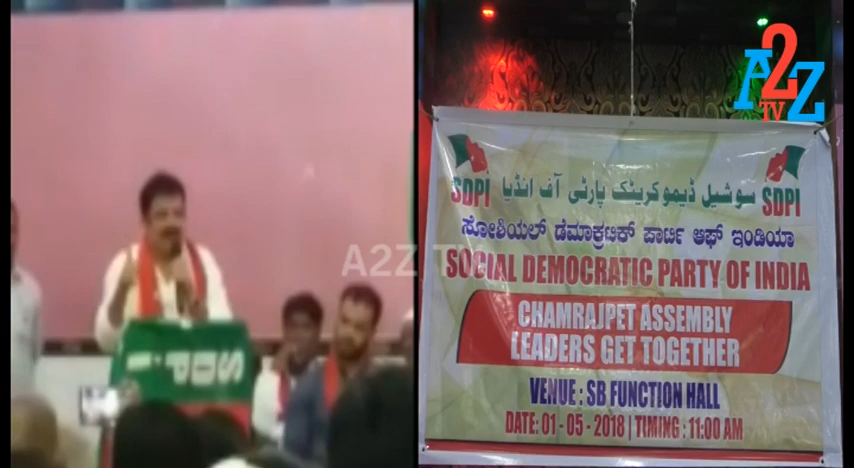 A2Z TV
SDPI
A2Z
TV
SDPI سوشیل ڈیموکریٹک پارٹی آف انڈیا SDPI
ಸೋಶಿಯಲ್ ಡೆಮಾಕ್ರಟಿಕ್ ಪಾರ್ಟಿ ಆಫ್ ಇಂಡಿಯಾ
SOCIAL DEMOCRATIC PARTY OF INDIA
CHAMRAJPET ASSEMBLY
LEADERS GET TOGETHER
VENUE : SB FUNCTION HALL
DATE: 01 - 05 - 2018 | TIMING : 11:00 AM